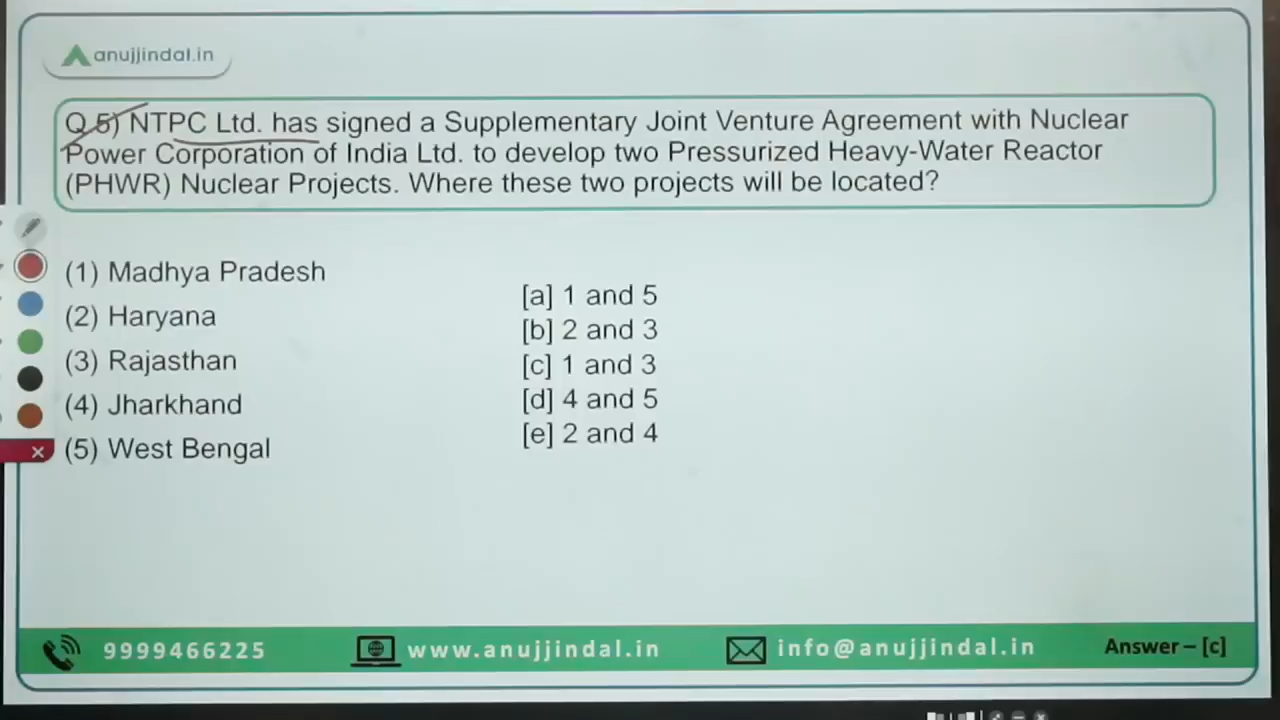 anujjindal.in
Q.5) NTPC Ltd. has signed a Supplementary Joint Venture Agreement with Nuclear
Power Corporation of India Ltd. to develop two Pressurized Heavy-Water Reactor
(PHWR) Nuclear Projects. Where these two projects will be located?
(1) Madhya Pradesh
(2) Haryana
(3) Rajasthan
(4) Jharkhand
(5) West Bengal
[a] 1 and 5
[b] 2 and 3
[c] 1 and 3
[d] 4 and 5
[e] 2 and 4
9999466225
www.anujjindal.in
info@anujjindal.in
Answer – [c]